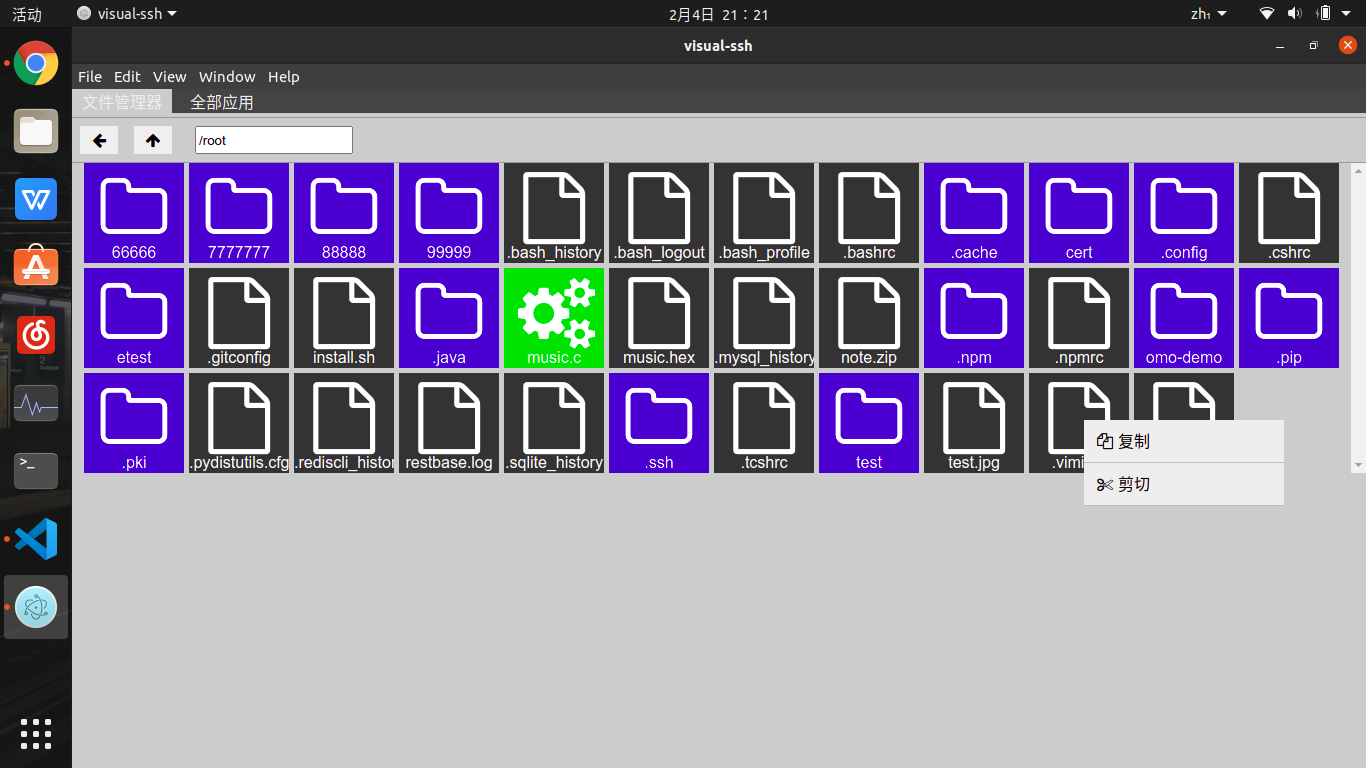 活动
visual-ssh
2月4日 21：21
zh₁
visual-ssh
File Edit View Window Help
文件管理器 全部应用
/root
66666 7777777 88888 99999 .bash_history .bash_logout .bash_profile .bashrc .cache cert .config .cshrc
etest .gitconfig install.sh .java music.c music.hex .mysql_history note.zip .npm .npmrc omo-demo .pip
.pki .pydistutils.cfg .rediscli_histor restbase.log .sqlite_history .ssh .tcshrc test test.jpg .vimi
复制
剪切